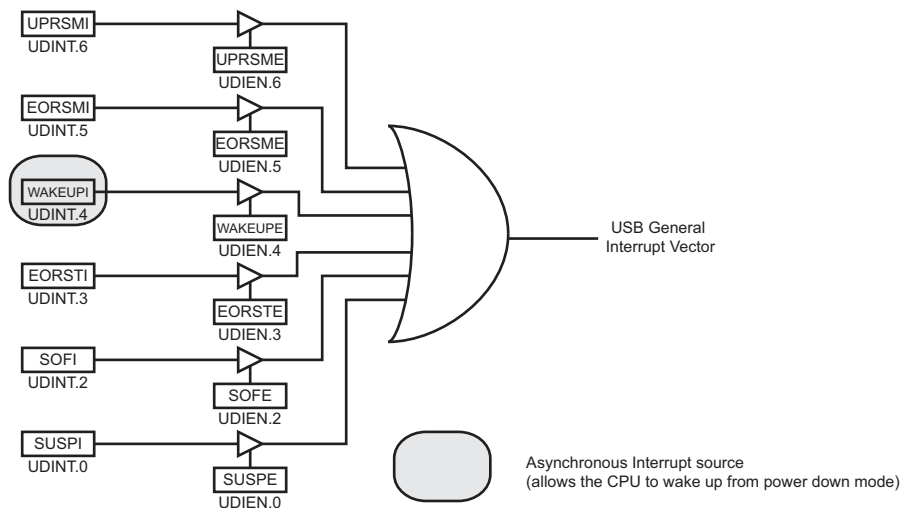 UPRSMI
UDINT.6
UPRSME
UDIEN.6
EORSMI
UDINT.5
EORSME
UDIEN.5
WAKEUPI
UDINT.4
WAKEUPE
UDIEN.4
EORSTI
UDINT.3
EORSTE
UDIEN.3
SOFI
UDINT.2
SOFE
UDIEN.2
SUSPI
UDINT.0
SUSPE
UDIEN.0
USB General
Interrupt Vector
Asynchronous Interrupt source
(allows the CPU to wake up from power down mode)